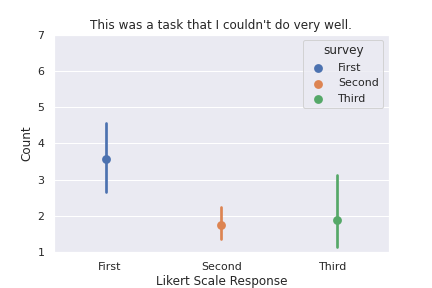 This was a task that I couldn't do very well.
7
6
5
4
3
2
1
Count
survey
First
Second
Third
First Second Third
Likert Scale Response